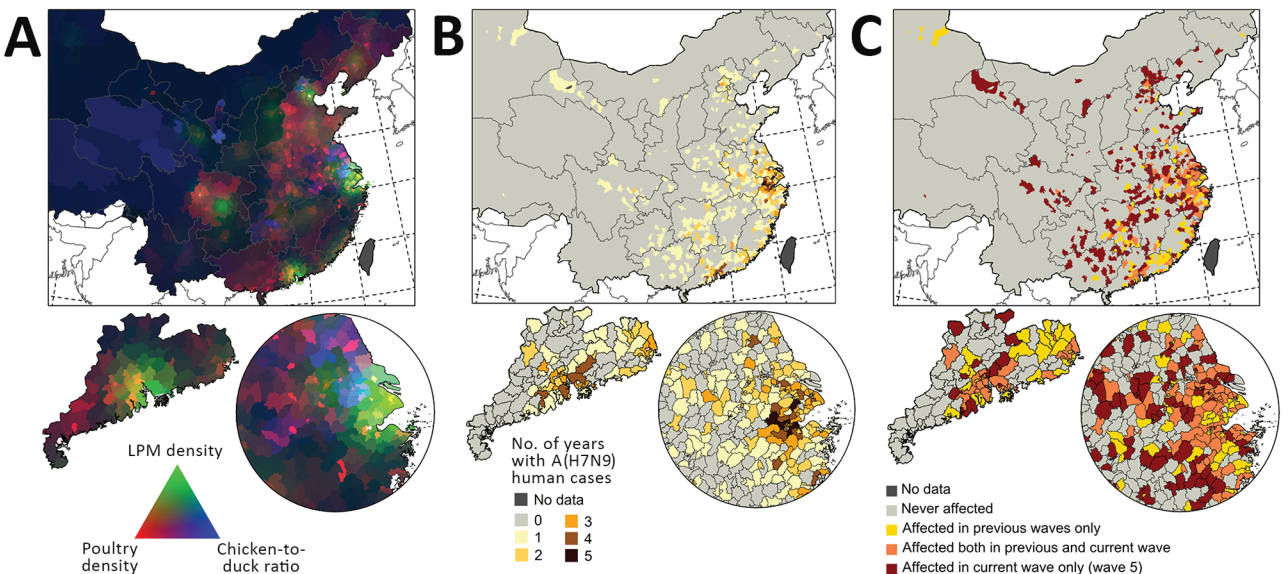 A
B
C
LPM density
Poultry
density
Chicken-to-
duck ratio
No. of years
with A(H7N9)
human cases
No data
0
1
2
3
4
5
No data
Never affected
Affected in previous waves only
Affected both in previous and current wave
Affected in current wave only (wave 5)